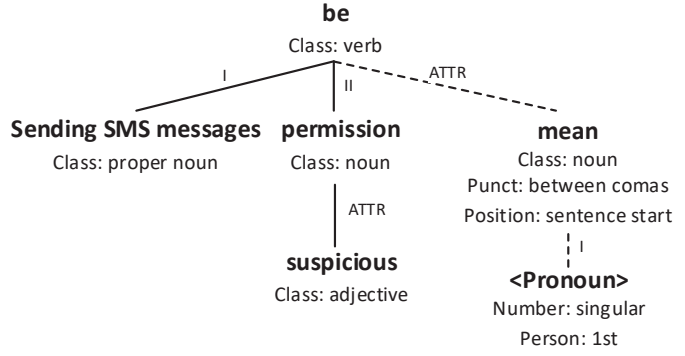 be
Class: verb
I
II
ATTR
Sending SMS messages
Class: proper noun
permission
Class: noun
mean
Class: noun
Punct: between comas
Position: sentence start
ATTR
I
suspicious
Class: adjective
<Pronoun>
Number: singular
Person: 1st